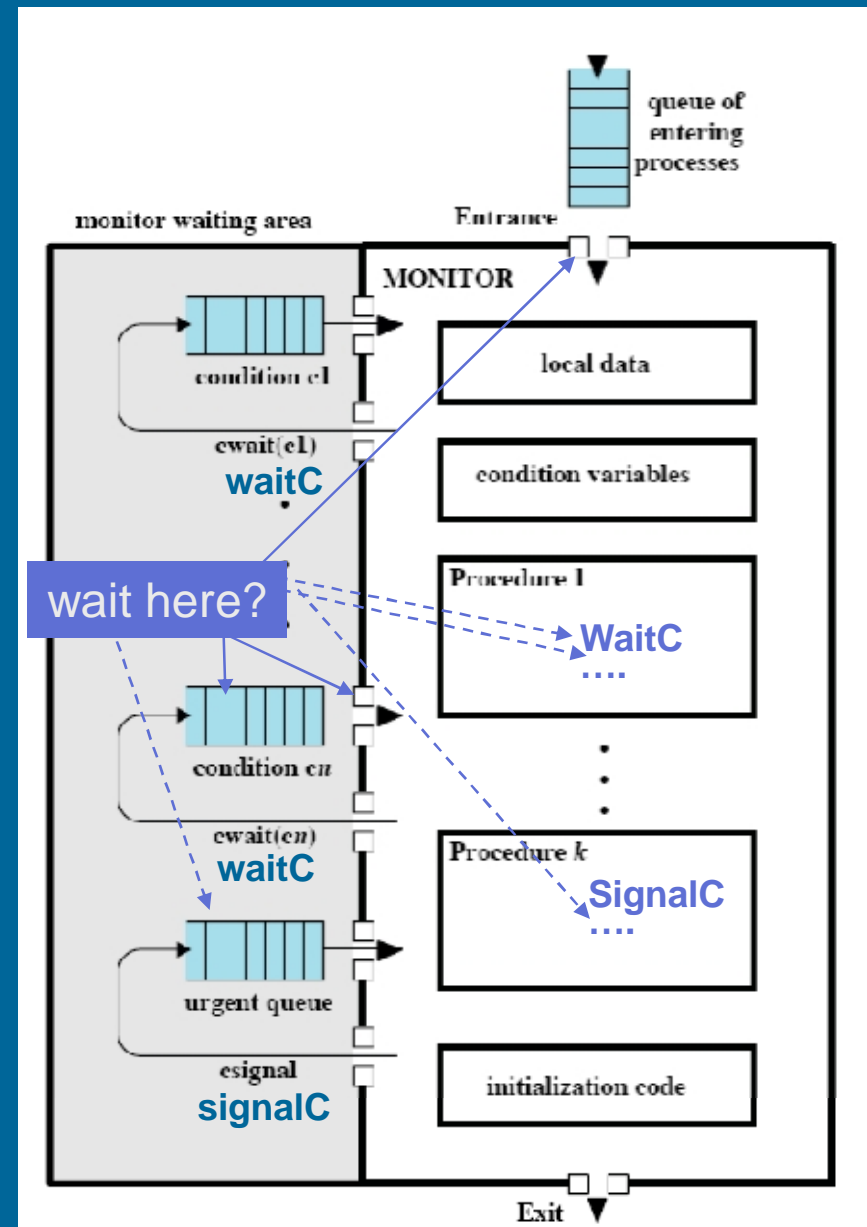 queue of
entering
processes
monitor waiting area
Entrance
MONITOR
condition c1
local data
cwait(c1)
waitC
condition variables
wait here?
Procedure 1
WaitC
....
condition cn
cwait(cn)
waitC
Procedure k
SignalC
....
urgent queue
csignal
signalC
initialization code
Exit